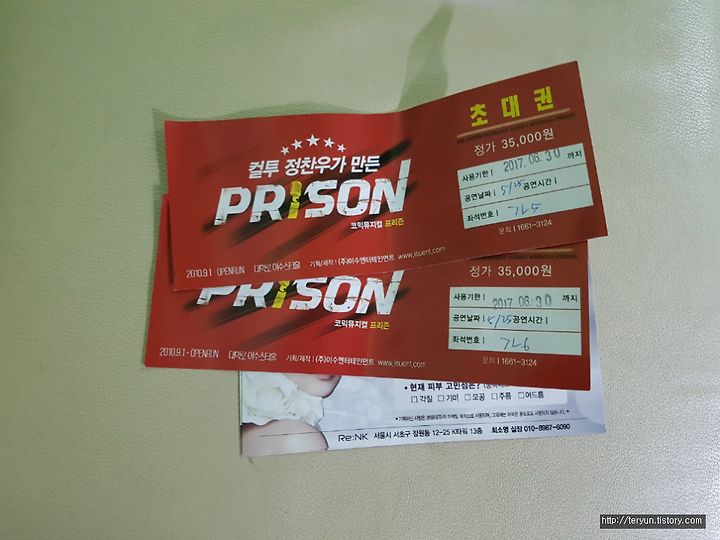 초대권
정가 35,000원
컬투 정찬우가 만든
PRISON
코믹뮤지컬 프리즌
사용기한 2017. 06. 30 까지
공연날짜 5/25 공연시간
좌석번호
문의 1661-3124
2010.9.1 - OPENRUN 대학로 이수스타홀 기획/제작 (주)이수엔터테인먼트 www.isuent.com
정가 35,000원
PRISON
코믹뮤지컬 프리즌
사용기한 2017 06. 30 까지
공연날짜 5/25 공연시간
좌석번호
문의 1661-3124
2010.9.1 - OPENRUN 대학로 이수스타홀 기획/제작 (주)이수엔터테인먼트 www.isuent.com
• 현재 피부 고민점은?
□ 각질 □ 기미 □ 모공 □ 주름 □ 여드름
Re:NK 서울시 서초구 잠원동 12-25 K타워 13층 최소영 실장 010-8987-6090
http://teryun.tistory.com